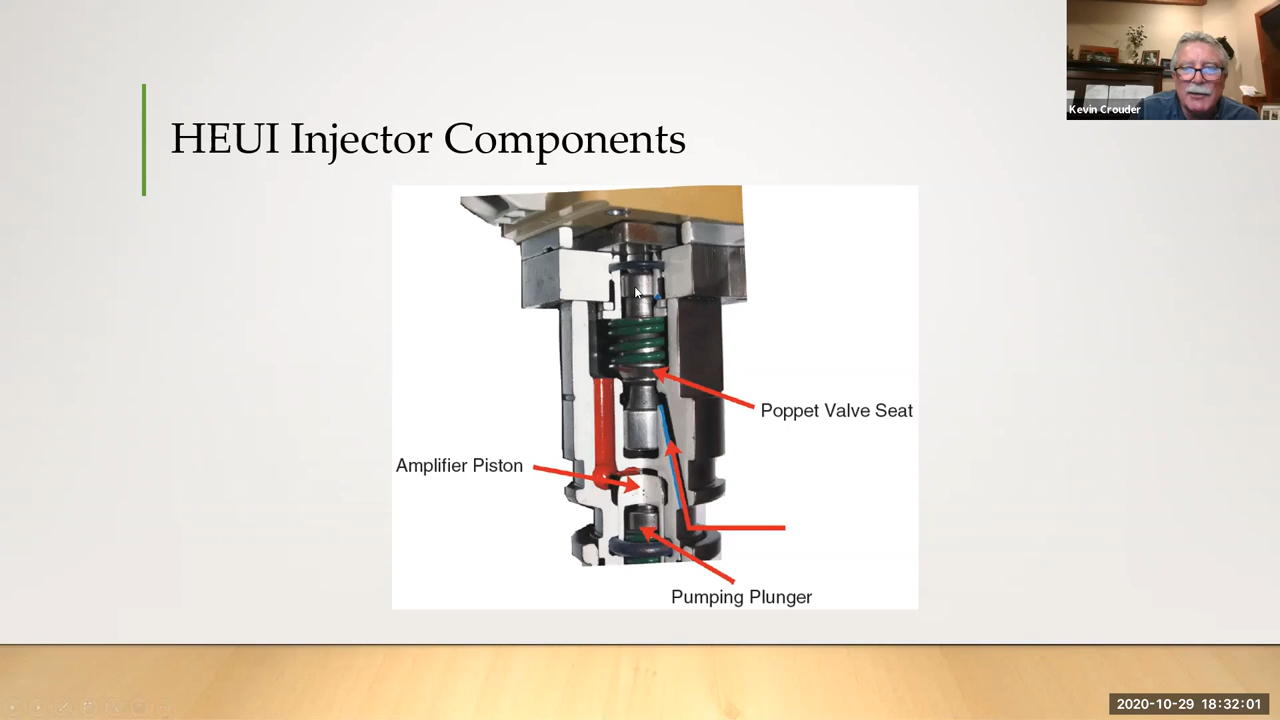 Kevin Crouder
HEUI Injector Components
Poppet Valve Seat
Amplifier Piston
Pumping Plunger
2020-10-29 18:32:01